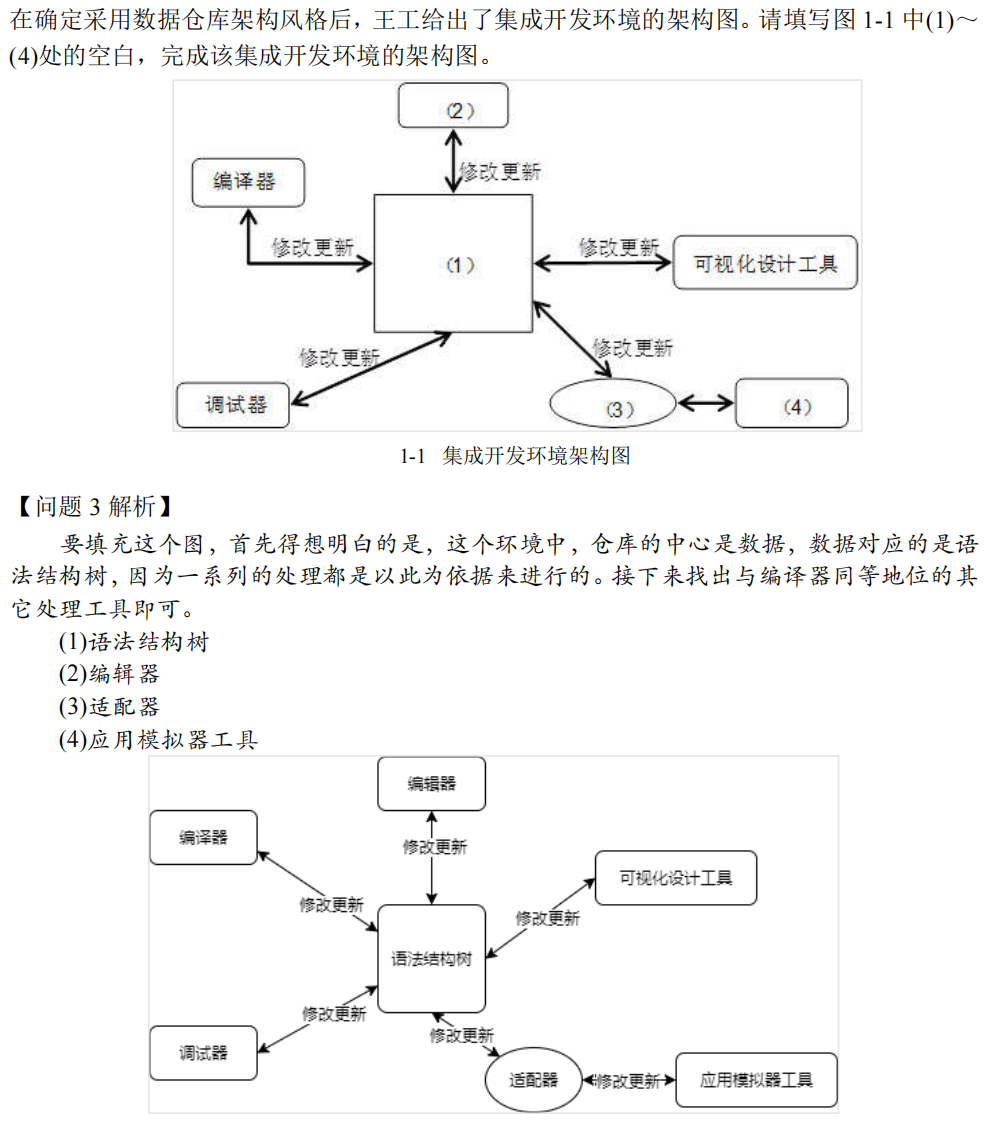 在确定采用数据仓库架构风格后，王工给出了集成开发环境的架构图。请填写图 1-1 中(1)～
(4)处的空白，完成该集成开发环境的架构图。
（2）
修改更新
编译器
修改更新
（1）
修改更新
可视化设计工具
修改更新
修改更新
调试器
（3）
（4）
1-1 集成开发环境架构图
【问题 3 解析】
要填充这个图，首先得想明白的是，这个环境中，仓库的中心是数据，数据对应的是语
法结构树，因为一系列的处理都是以此为依据来进行的。接下来找出与编译器同等地位的其
它处理工具即可。
(1)语法结构树
(2)编辑器
(3)适配器
(4)应用模拟器工具
编辑器
编译器
修改更新
可视化设计工具
修改更新
修改更新
语法结构树
修改更新
修改更新
调试器
适配器
修改更新
应用模拟器工具